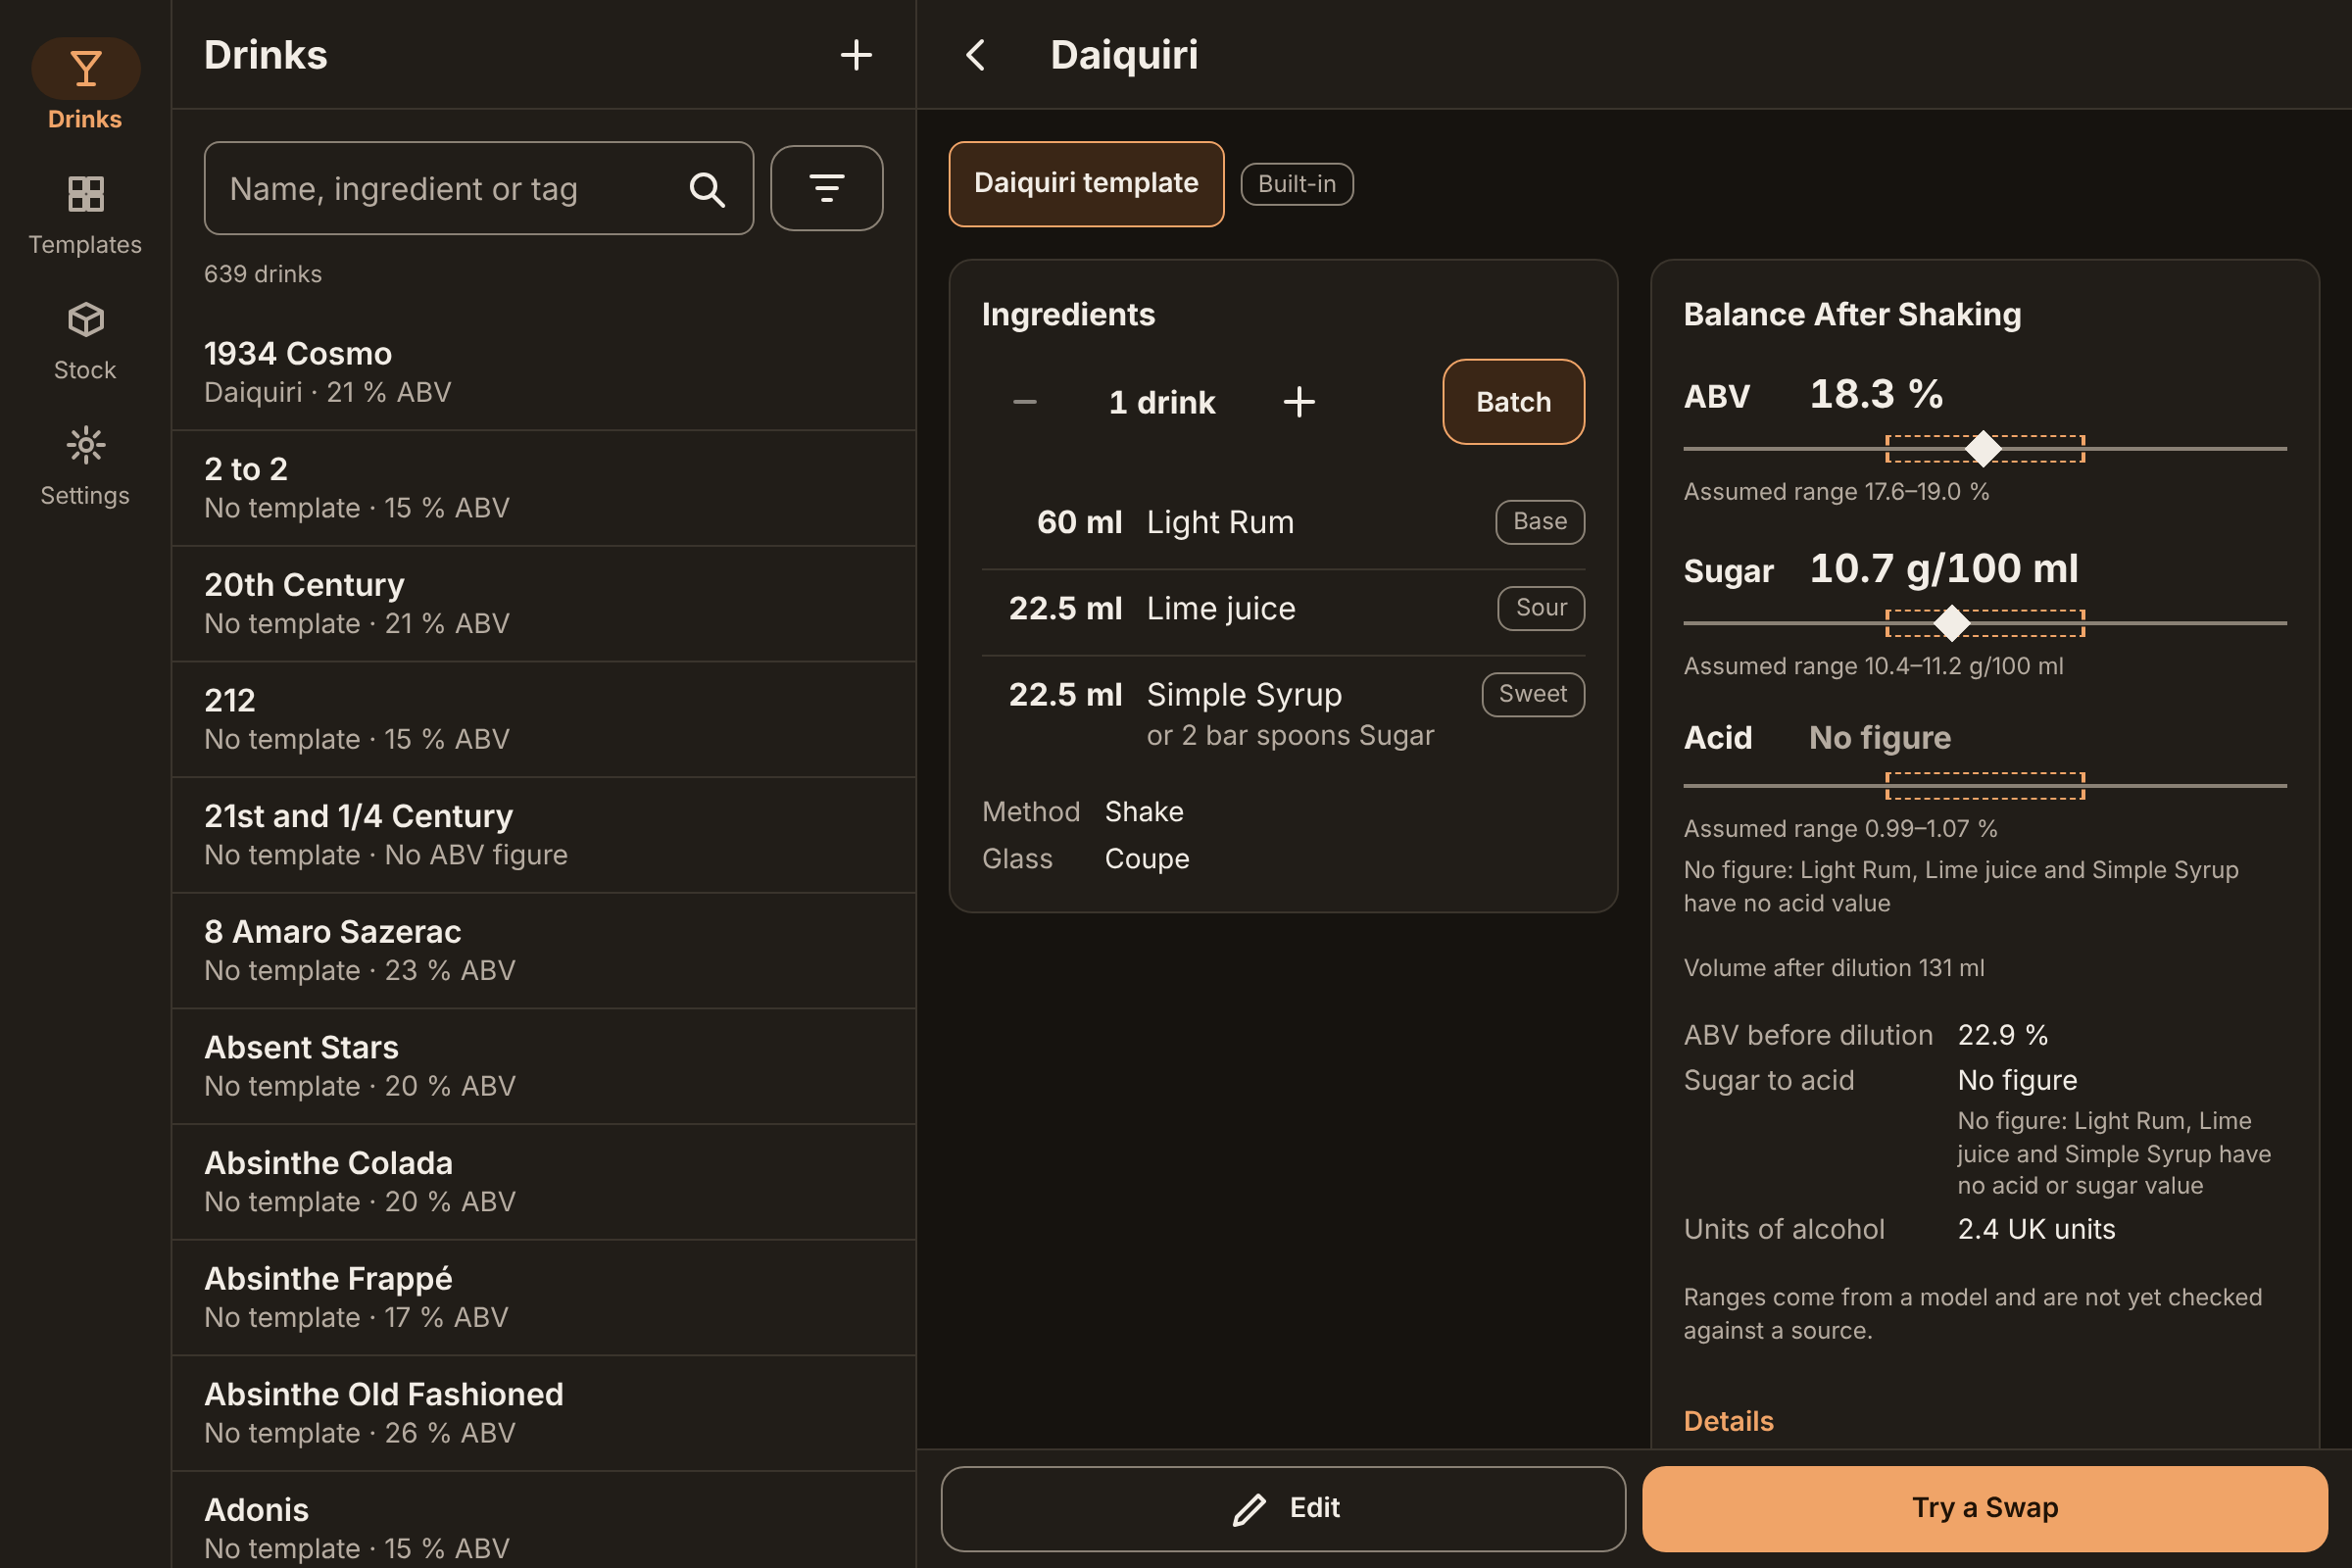 Drinks
Templates
Stock
Settings
Drinks
Name, ingredient or tag
639 drinks
1934 Cosmo
Daiquiri · 21 % ABV
2 to 2
No template · 15 % ABV
20th Century
No template · 21 % ABV
212
No template · 15 % ABV
21st and 1/4 Century
No template · No ABV figure
8 Amaro Sazerac
No template · 23 % ABV
Absent Stars
No template · 20 % ABV
Absinthe Colada
No template · 20 % ABV
Absinthe Frappé
No template · 17 % ABV
Absinthe Old Fashioned
No template · 26 % ABV
Adonis
No template · 15 % ABV
Daiquiri
Daiquiri template
Built-in
Ingredients
1 drink
Batch
60 ml Light Rum Base
22.5 ml Lime juice Sour
22.5 ml Simple Syrup Sweet
or 2 bar spoons Sugar
Method Shake
Glass Coupe
Balance After Shaking
ABV 18.3 %
Assumed range 17.6–19.0 %
Sugar 10.7 g/100 ml
Assumed range 10.4–11.2 g/100 ml
Acid No figure
Assumed range 0.99–1.07 %
No figure: Light Rum, Lime juice and Simple Syrup
have no acid value
Volume after dilution 131 ml
ABV before dilution 22.9 %
Sugar to acid No figure
No figure: Light Rum, Lime
juice and Simple Syrup have
no acid or sugar value
Units of alcohol 2.4 UK units
Ranges come from a model and are not yet checked
against a source.
Details
Edit
Try a Swap